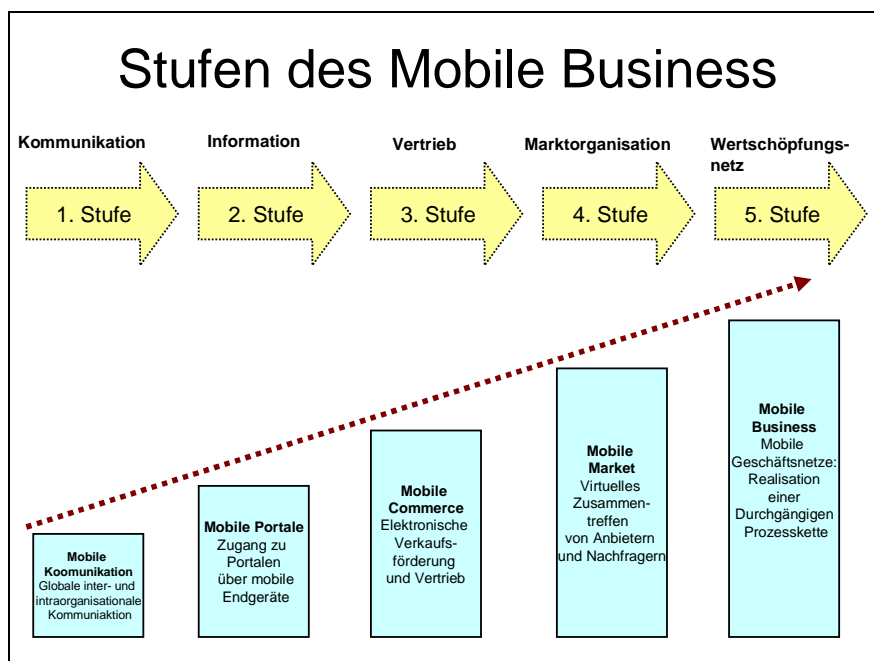 Stufen des Mobile Business
Kommunikation
Information
Vertrieb
Marktorganisation
Wertschöpfungs-
netz
1. Stufe
2. Stufe
3. Stufe
4. Stufe
5. Stufe
Mobile
Koomunikation
Globale inter- und
intraorganisationale
Kommuniaktion
Mobile Portale
Zugang zu
Portalen
über mobile
Endgeräte
Mobile
Commerce
Elektronische
Verkaufs-
förderung
und Vertrieb
Mobile
Market
Virtuelles
Zusammen-
treffen
von Anbietern
und Nachfragern
Mobile
Business
Mobile
Geschäftsnetze:
Realisation
einer
Durchgängigen
Prozesskette